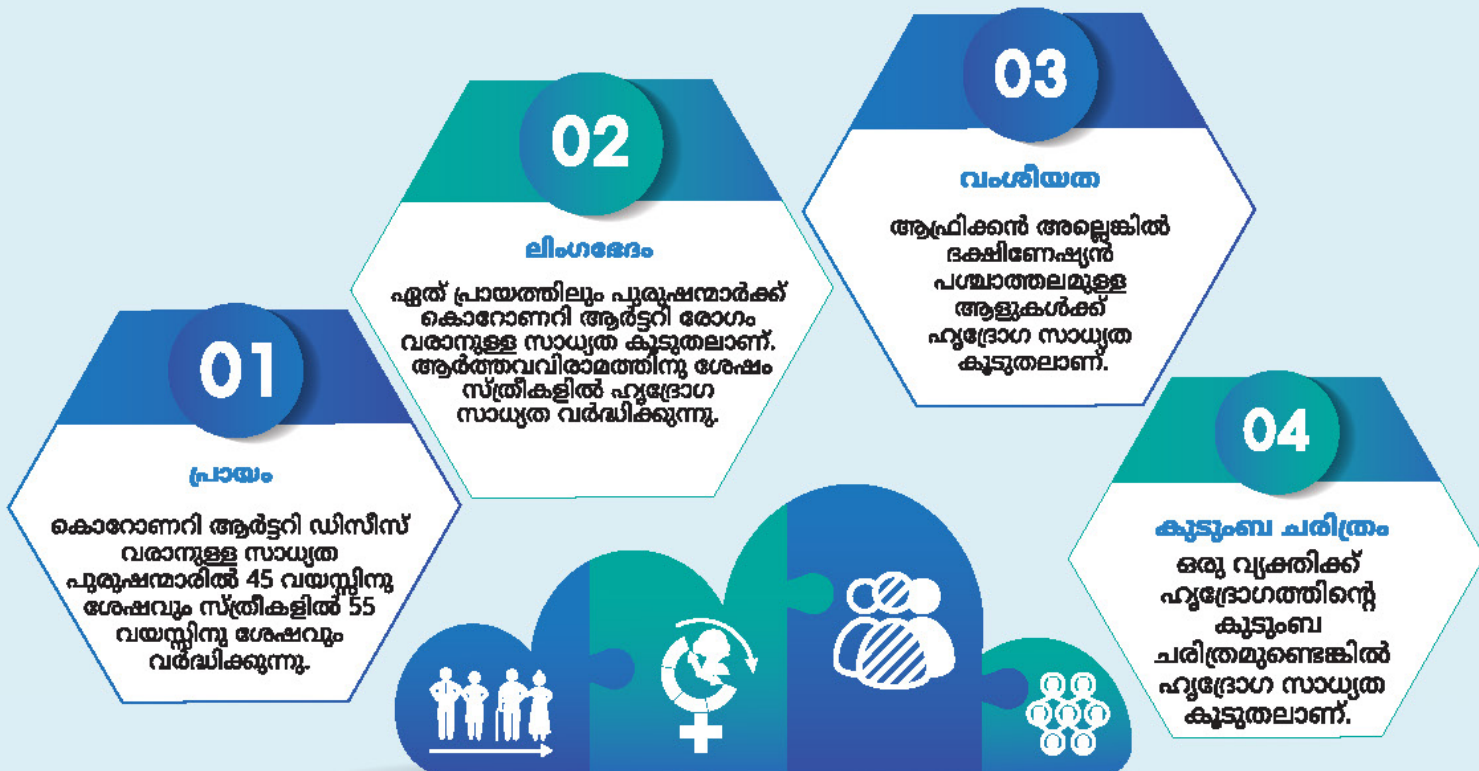 01
പ്രായം
കൊറോണറി ആർട്ടറി ഡിസീസ്
വരാനുള്ള സാധ്യത
പുരുഷന്മാരിൽ 45 വയസ്സിനു
ശേഷവും സ്ത്രീകളിൽ 55
വയസ്സിനു ശേഷവും
വർദ്ധിക്കുന്നു.
02
ലിംഗഭേദം
ഏത് പ്രായത്തിലും പുരുഷന്മാർക്ക്
കൊറോണറി ആർട്ടറി രോഗം
വരാനുള്ള സാധ്യത കൂടുതലാണ്.
ആർത്തവവിരാമത്തിനു ശേഷം
സ്ത്രീകളിൽ ഹൃദ്രോഗ
സാധ്യത വർദ്ധിക്കുന്നു.
03
വംശീയത
ആഫ്രിക്കൻ അല്ലെങ്കിൽ
ദക്ഷിണേഷ്യൻ
പശ്ചാത്തലമുള്ള
ആളുകൾക്ക്
ഹൃദ്രോഗ സാധ്യത
കൂടുതലാണ്.
04
കുടുംബ ചരിത്രം
ഒരു വ്യക്തിക്ക്
ഹൃദ്രോഗത്തിന്റെ
കുടുംബ
ചരിത്രമുണ്ടെങ്കിൽ
ഹൃദ്രോഗ സാധ്യത
കൂടുതലാണ്.